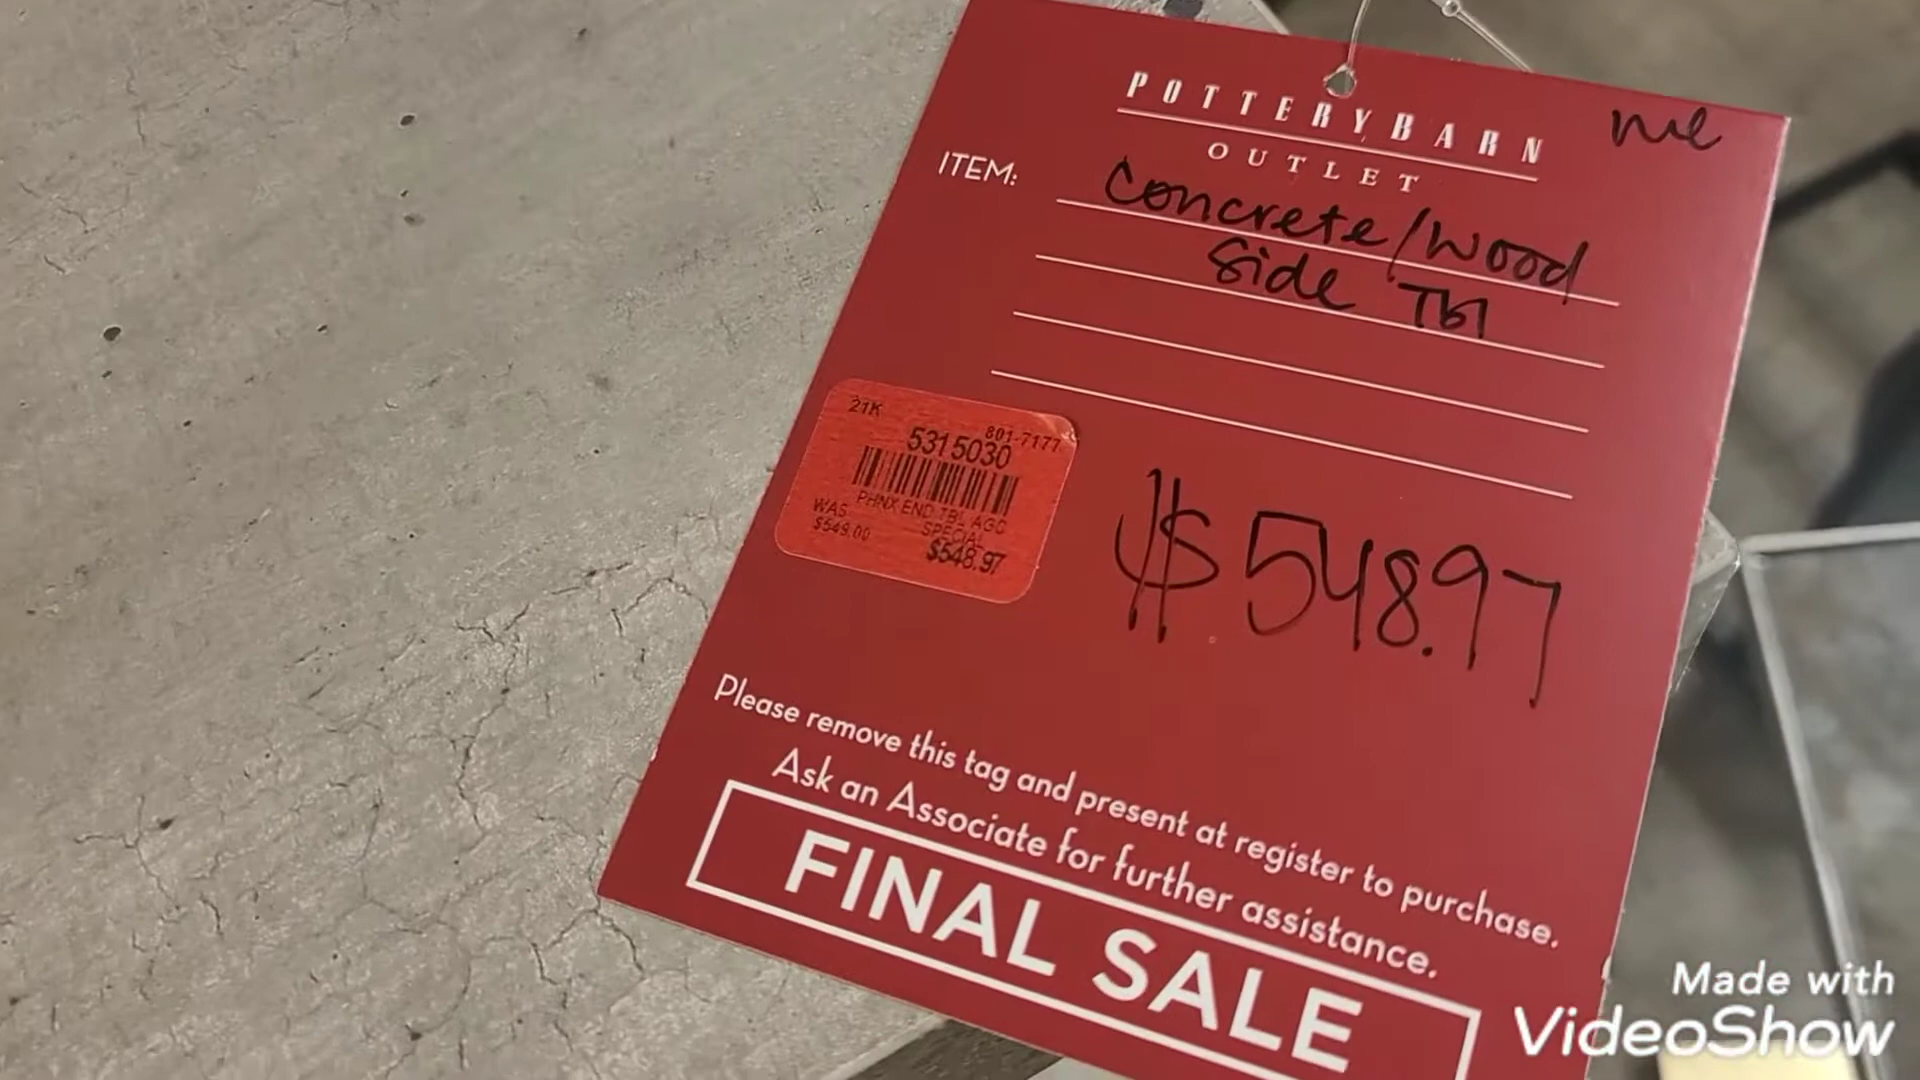 POTTERYBARN
OUTLET
me
ITEM:
Concrete/Wood
Side Tbl
21K
801-7177
5315030
PHNX END TBL AGC
WAS
SPECIAL
$549.00
$548.97
$548.97
Please remove this tag and present at register to purchase.
Ask an Associate for further assistance.
FINAL SALE
Made with
VideoShow